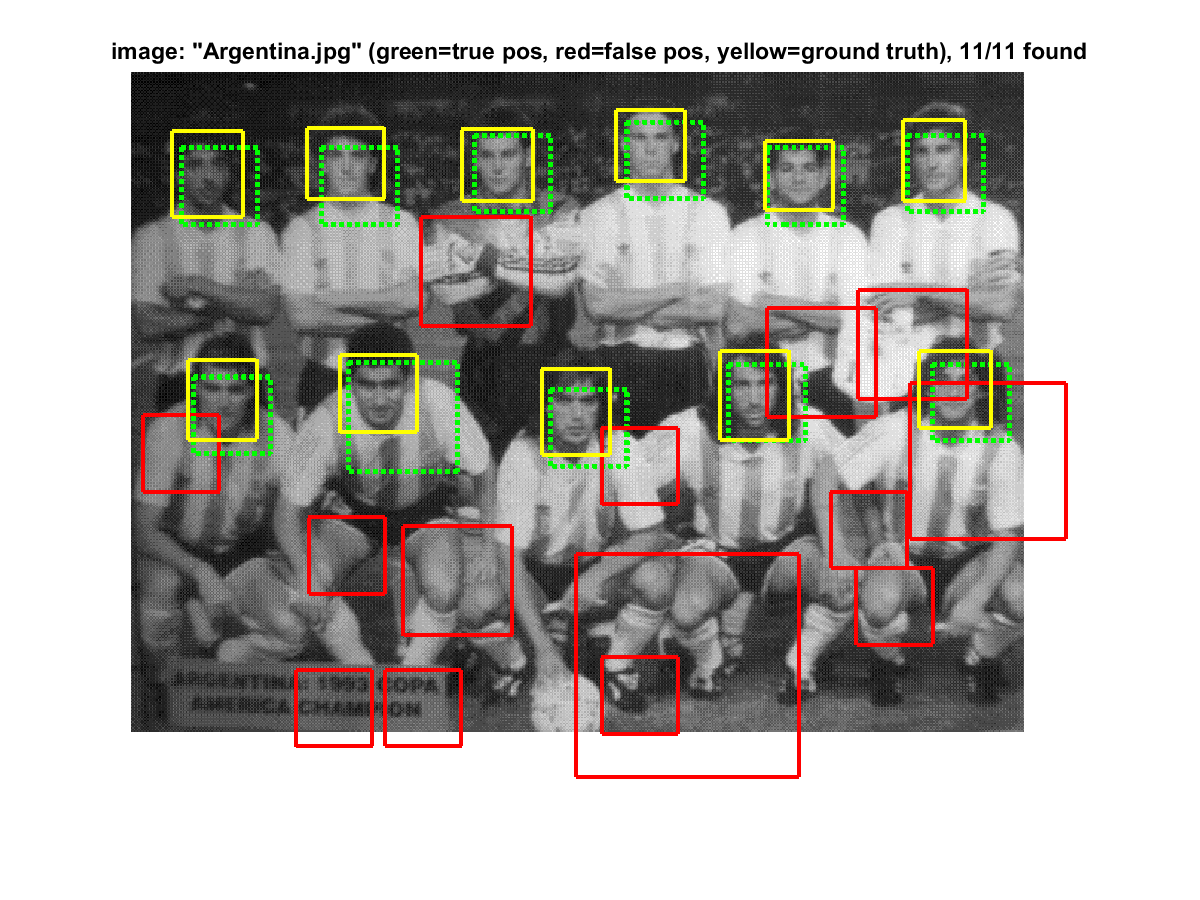 image: "Argentina.jpg" (green=true pos, red=false pos, yellow=ground truth), 11/11 found
ARGENTINA 1993 COPA
AMERICA CHAMPION